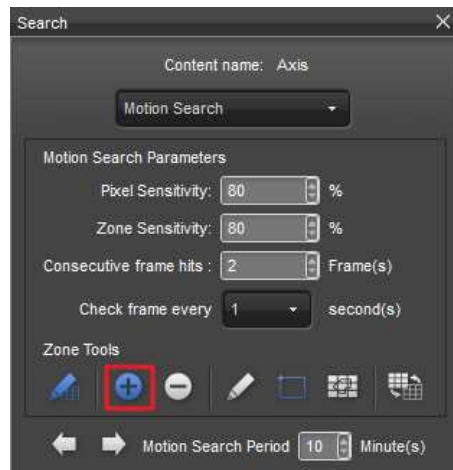 Search
Content name: Axis
Motion Search
Motion Search Parameters
Pixel Sensitivity: 80 %
Zone Sensitivity: 80 %
Consecutive frame hits : 2 Frame(s)
Check frame every 1 second(s)
Zone Tools
Motion Search Period 10 Minute(s)